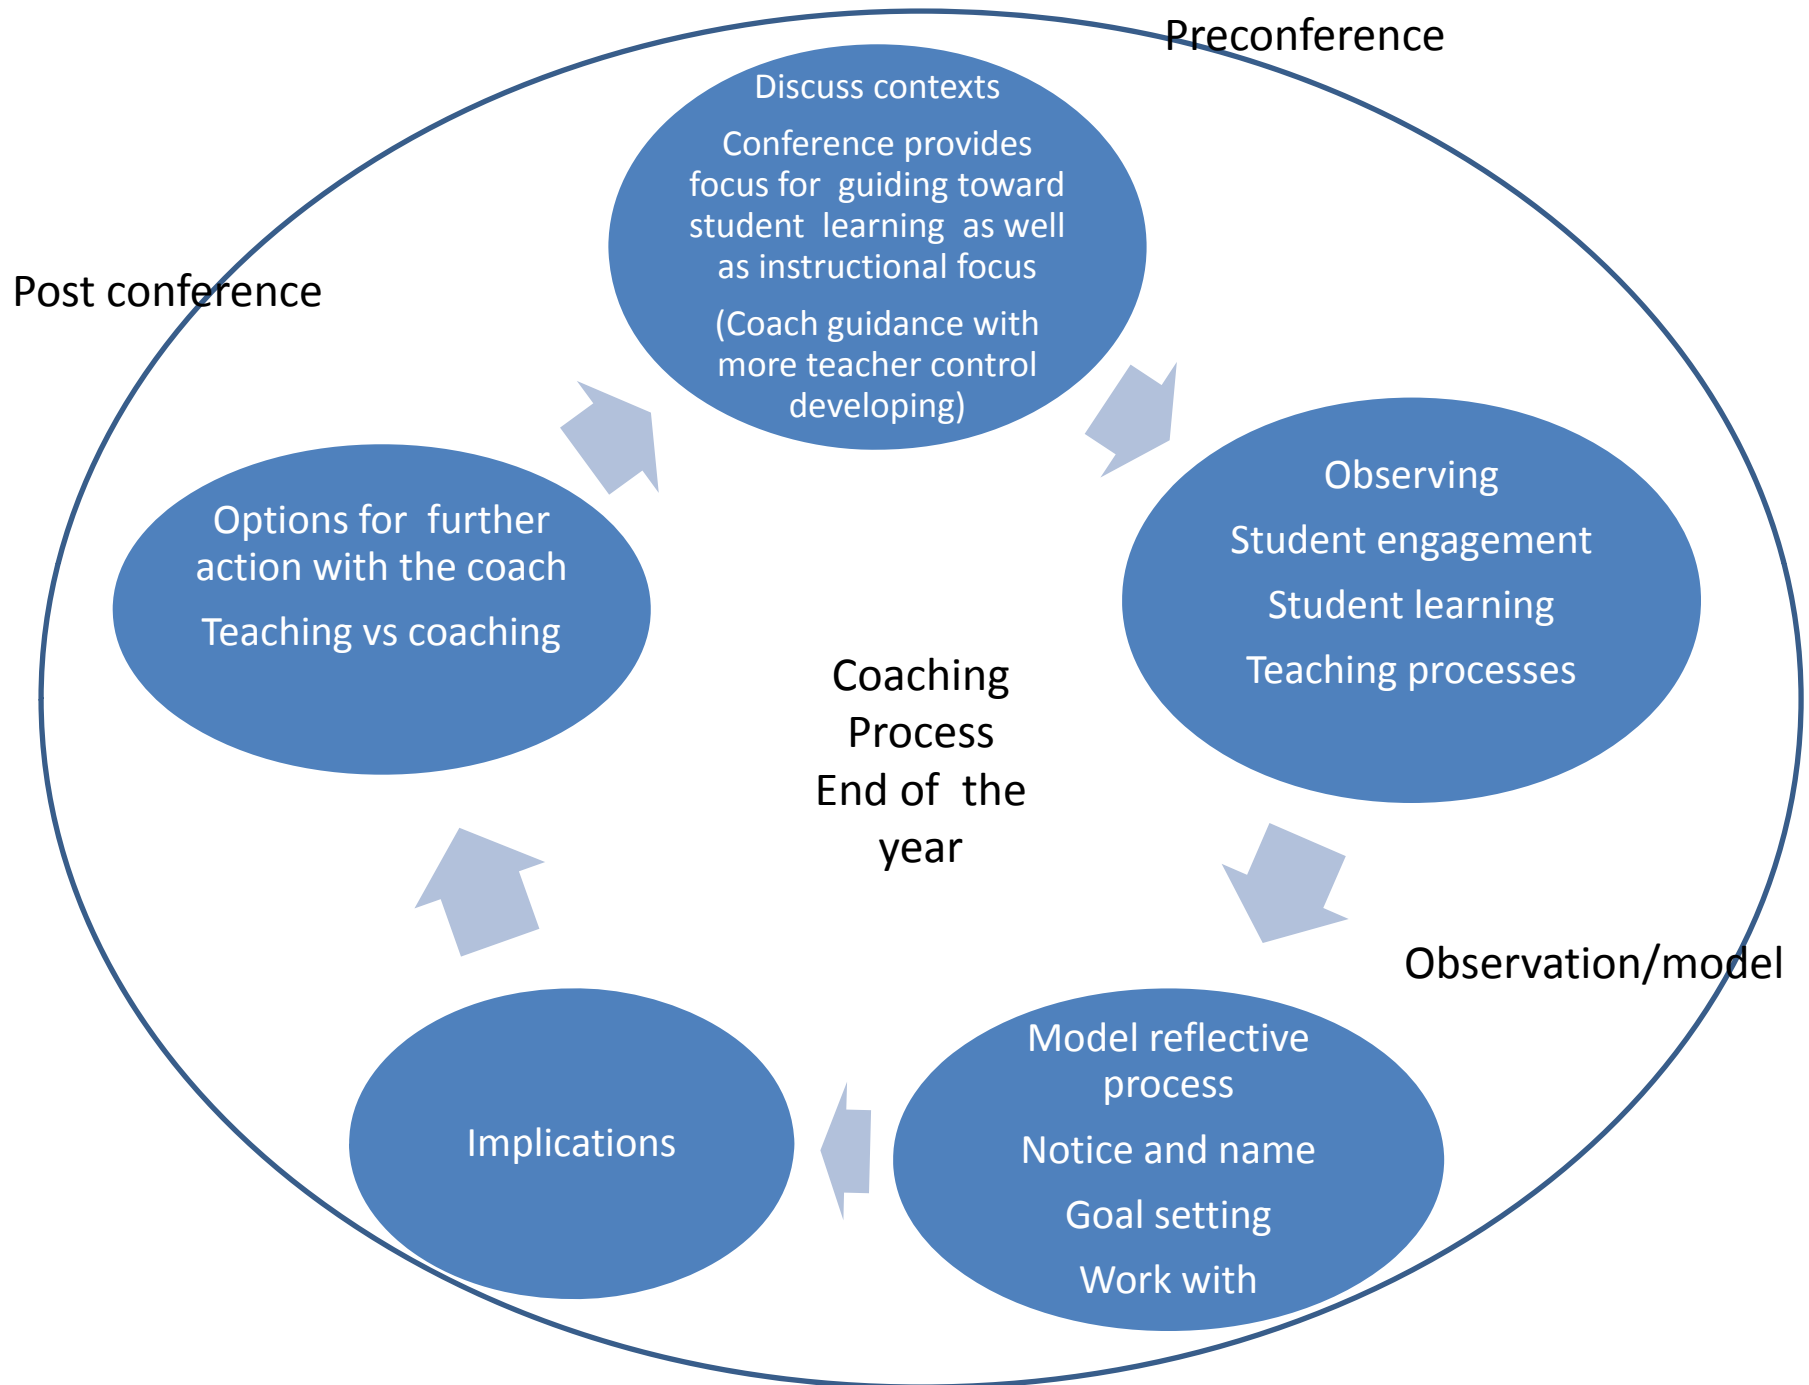 Preconference
Discuss contexts
Conference provides
focus for guiding toward
student learning as well
as instructional focus
(Coach guidance with
more teacher control
developing)
Post conference
Observing
Student engagement
Student learning
Teaching processes
Options for further
action with the coach
Teaching vs coaching
Coaching
Process
End of the
year
Observation/model
Model reflective
process
Notice and name
Goal setting
Work with
Implications